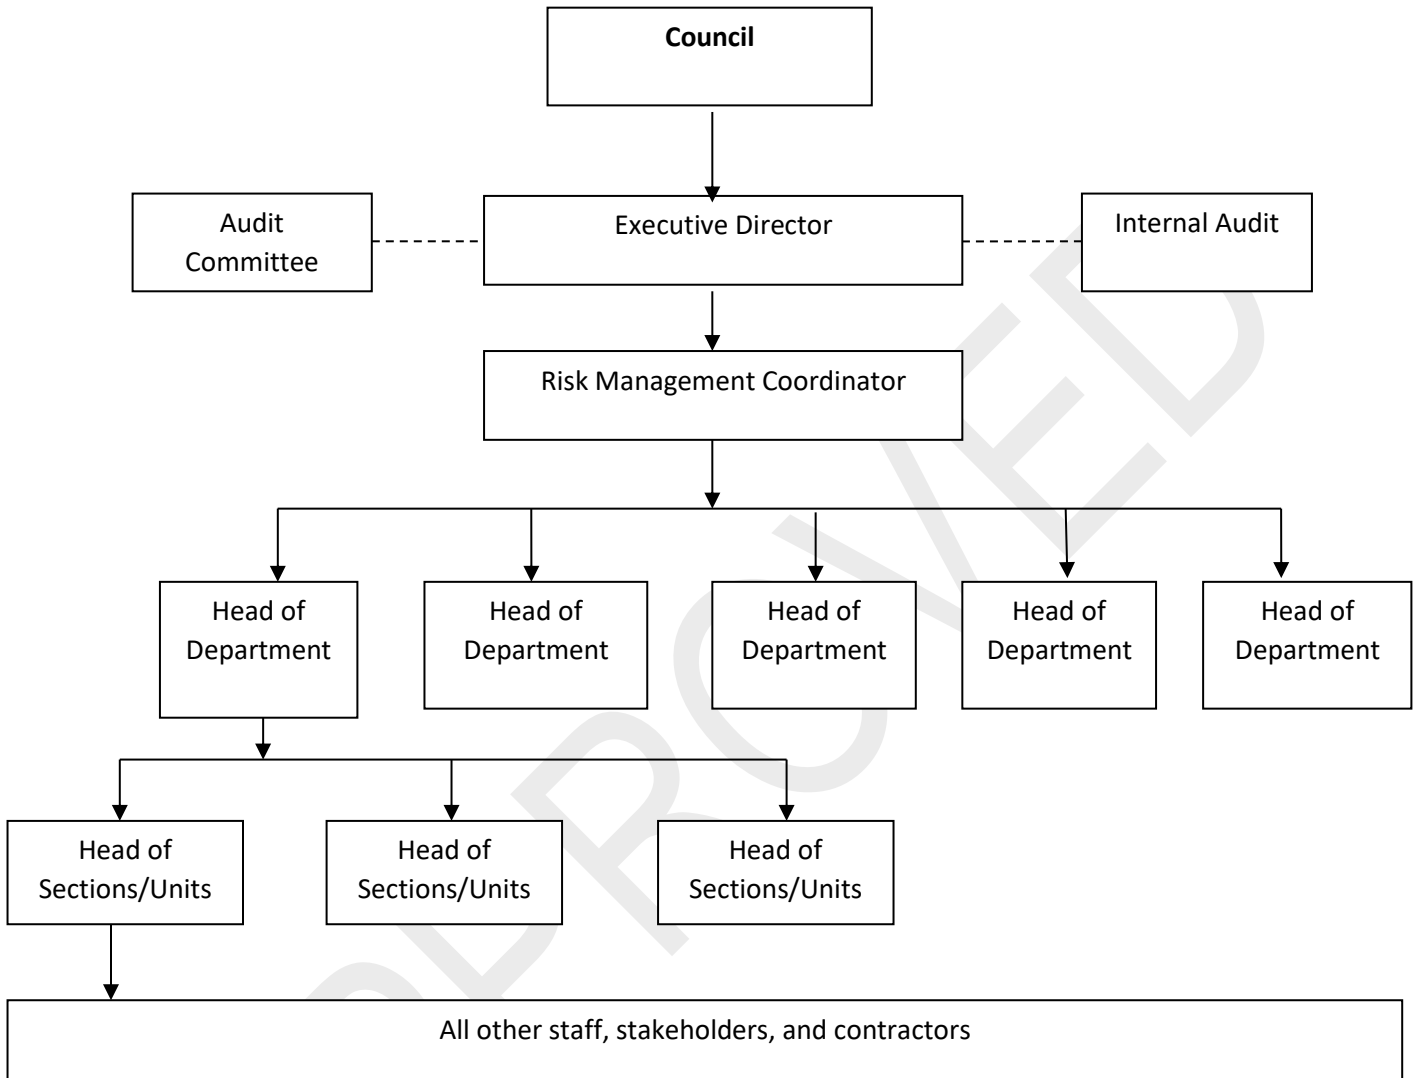 Council
Audit
Committee
Executive Director
Internal Audit
Risk Management Coordinator
Head of
Department
Head of
Department
Head of
Department
Head of
Department
Head of
Department
Head of
Sections/Units
Head of
Sections/Units
Head of
Sections/Units
All other staff, stakeholders, and contractors